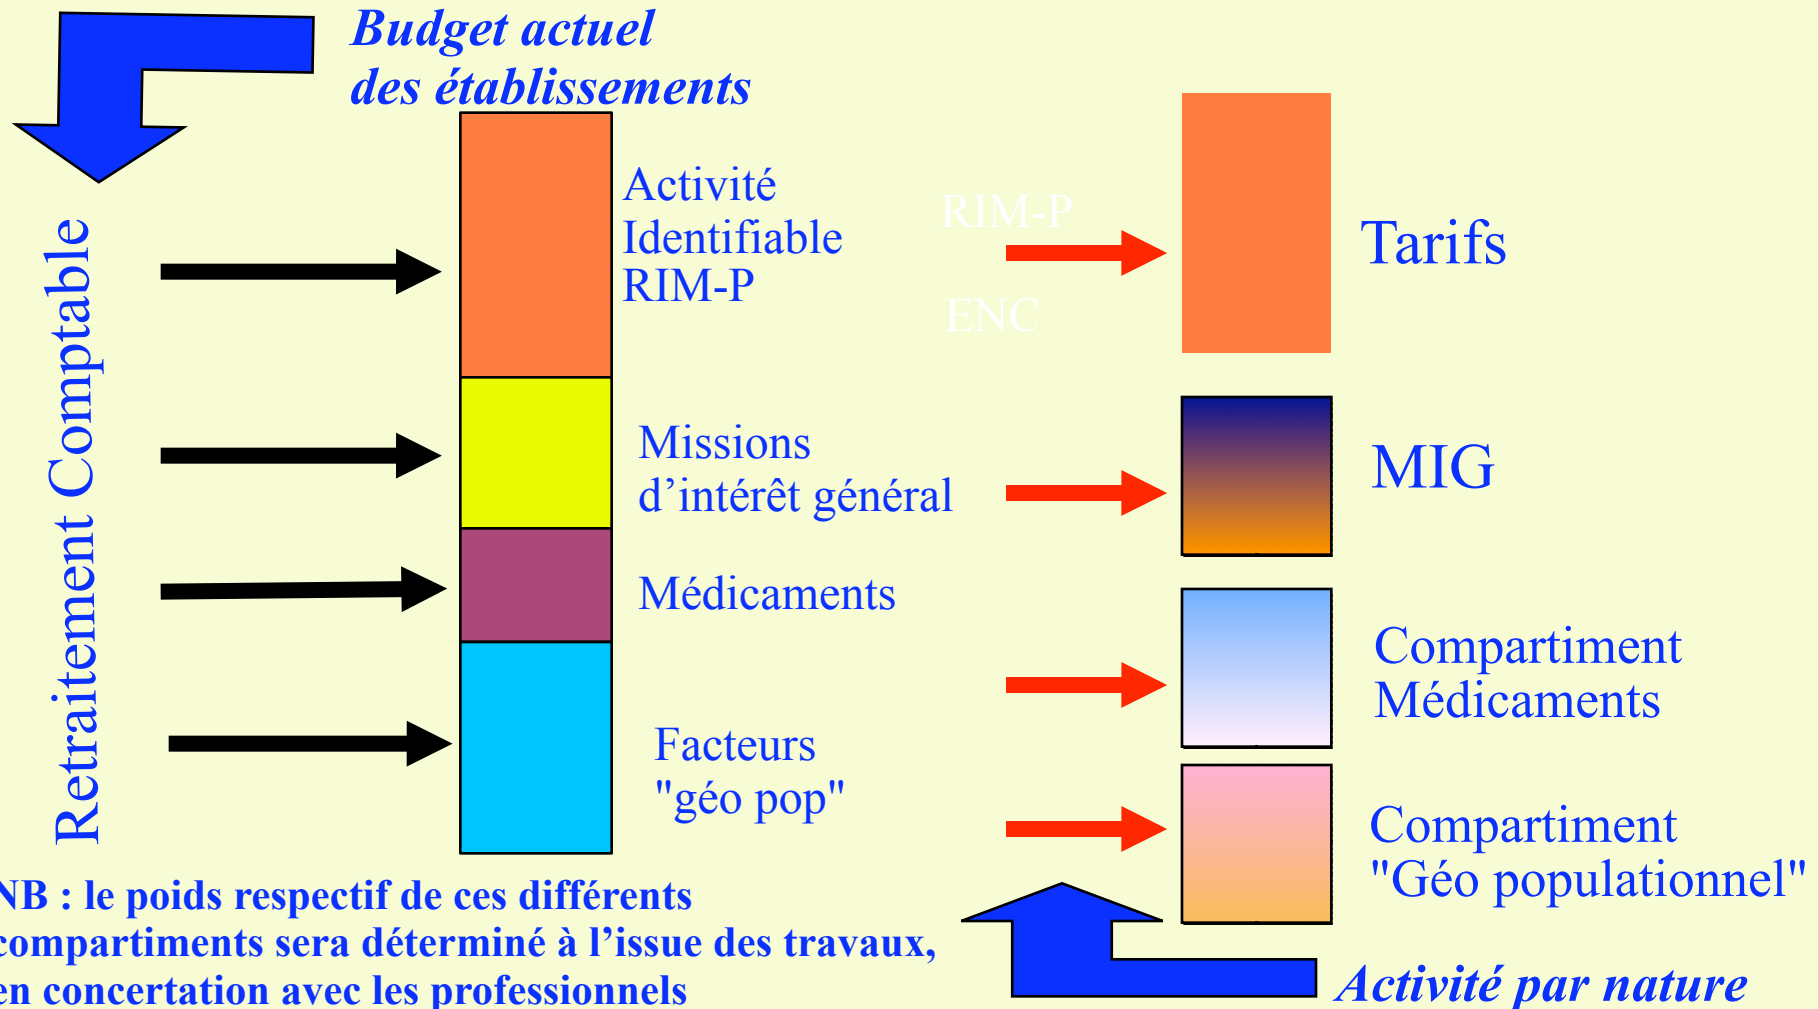 Budget actuel
des établissements
Retraitement Comptable
Activité
Identifiable
RIM-P
RIM-P
ENC
Tarifs
Missions
d’intérêt général
MIG
Médicaments
Compartiment
Médicaments
Facteurs
"géo pop"
Compartiment
"Géo populationnel"
NB : le poids respectif de ces différents
compartiments sera déterminé à l’issue des travaux,
en concertation avec les professionnels
Activité par nature